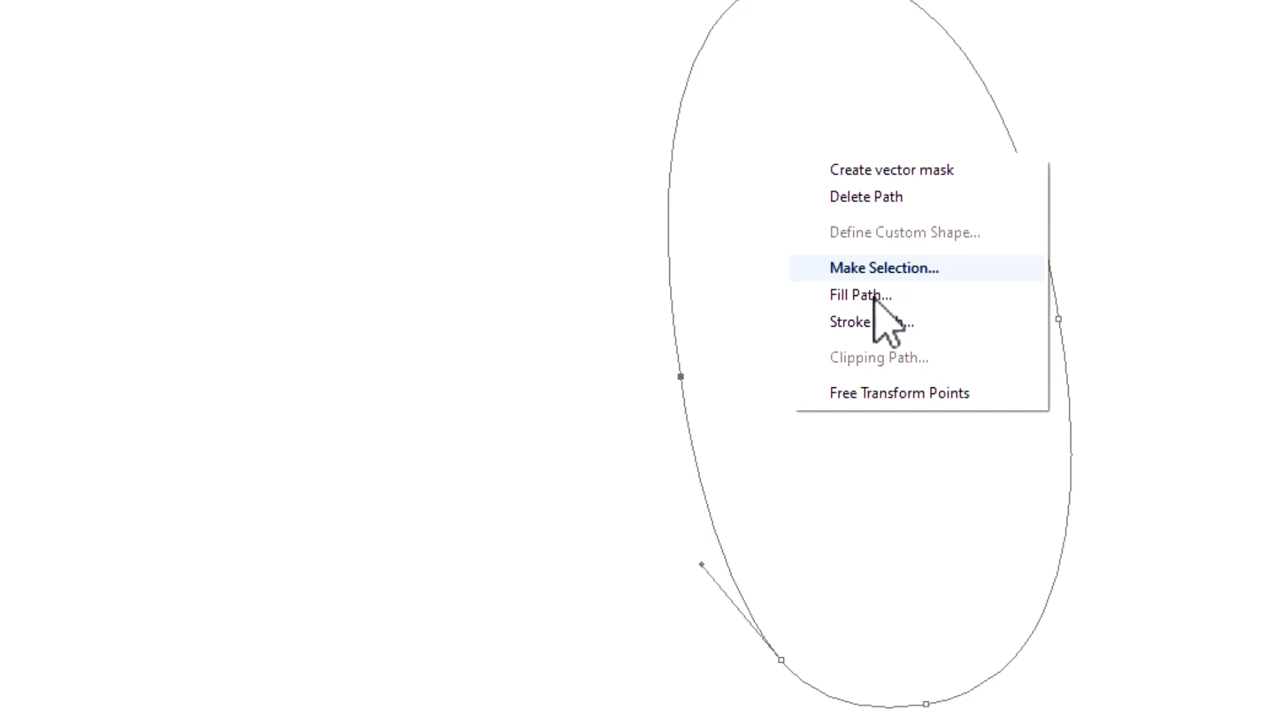 Create vector mask
Delete Path
Define Custom Shape...
Make Selection...
Fill Path...
Stroke
Clipping Path...
Free Transform Points